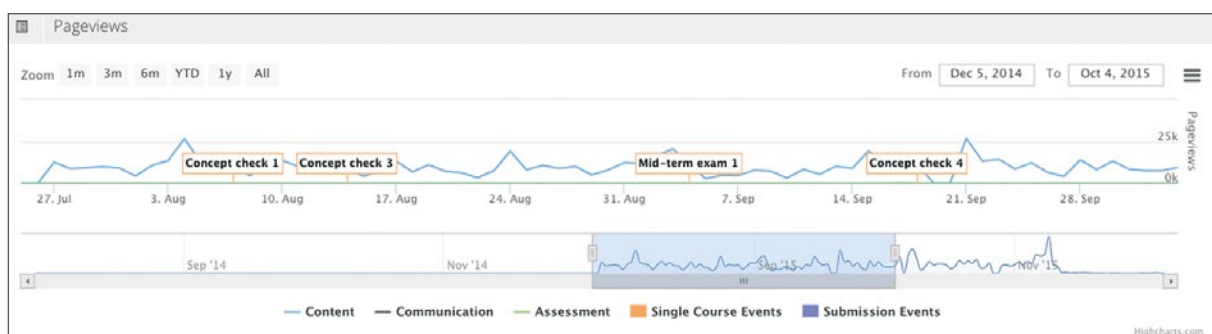 Pageviews
Zoom 1m 3m 6m YTD 1y All From Dec 5, 2014 To Oct 4, 2015
Pageviews
25k
Concept check 1 Concept check 3 Mid-term exam 1 Concept check 4
0k
27. Jul 3. Aug 10. Aug 17. Aug 24. Aug 31. Aug 7. Sep 14. Sep 21. Sep 28. Sep
Sep '14 Nov '14 Sep '15 Nov '15
Content Communication Assessment Single Course Events Submission Events
Highcharts.com